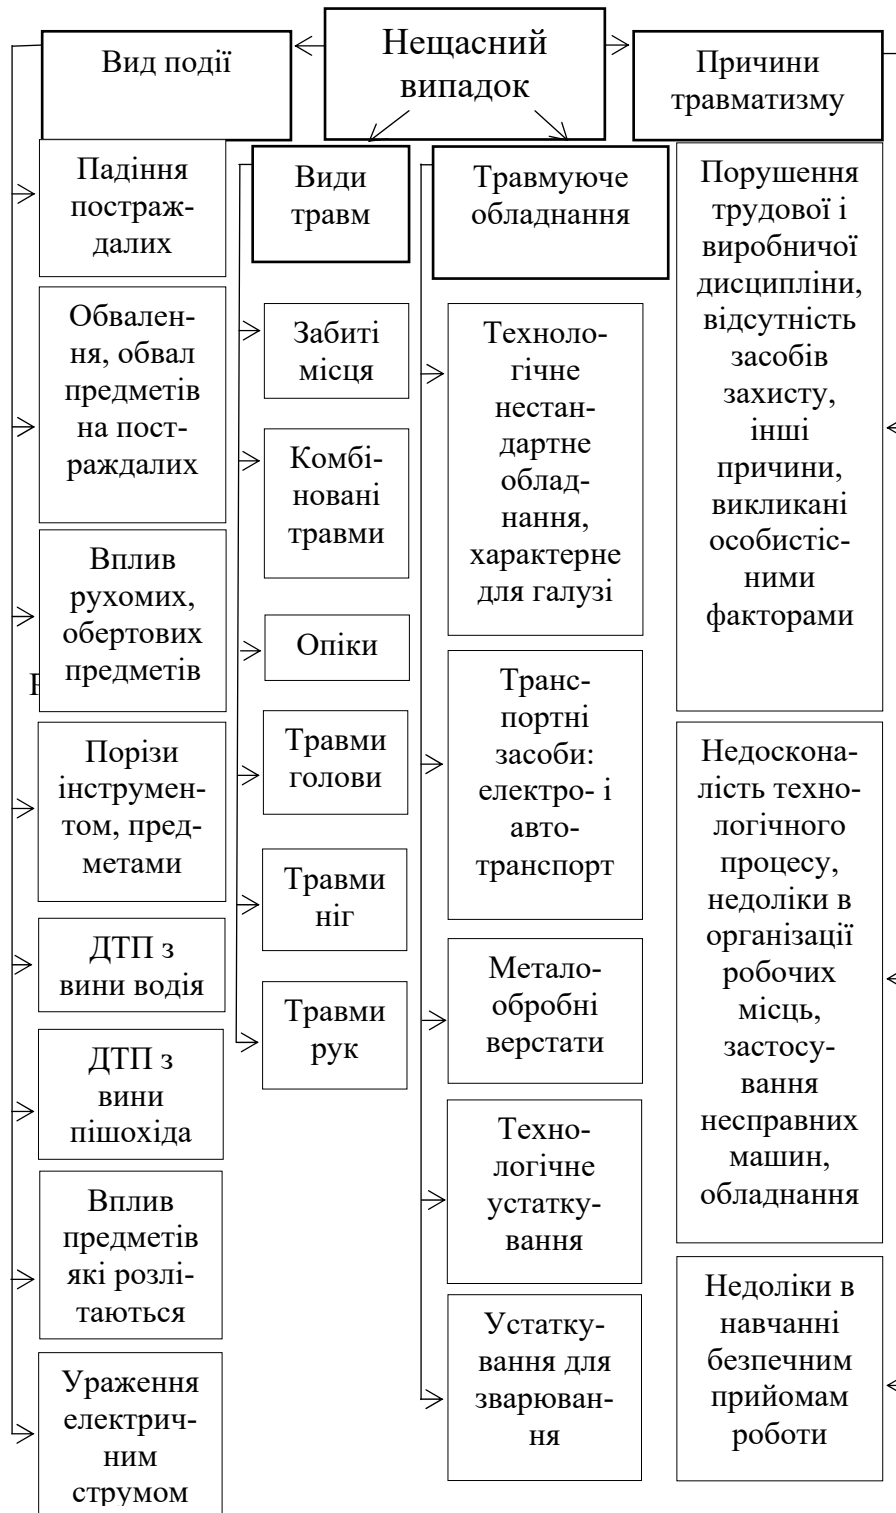 Нещасний
випадок
Вид події
Причини
травматизму
Падіння
постраж-
далих
Обвален-
ня, обвал
предметів
на пост-
раждалих
Вплив
рухомих,
обертових
предметів
Порізи
інструмен-
том, пред-
метами
ДТП з
вини водія
ДТП з
вини
пішохіда
Вплив
предметів
які розлі-
таються
Ураження
електрич-
ним
струмом
Види
травм
Забиті
місця
Комбі-
новані
травми
Опіки
Травми
голови
Травми
ніг
Травми
рук
Травмуюче
обладнання
Техноло-
гічне
нестан-
дартне
облад-
нання,
характерне
для галузі
Транс-
портні
засоби:
електро- і
авто-
транспорт
Метало-
обробні
верстати
Техно-
логічне
устатку-
вання
Устатку-
вання для
зварюван-
ня
Порушення
трудової і
виробничої
дисципліни,
відсутність
засобів
захисту,
інші
причини,
викликані
особистіс-
ними
факторами
Недоскона-
лість техно-
логічного
процесу,
недоліки в
організації
робочих
місць,
застосу-
вання
несправних
машин,
обладнання
Недоліки в
навчанні
безпечним
прийомам
роботи